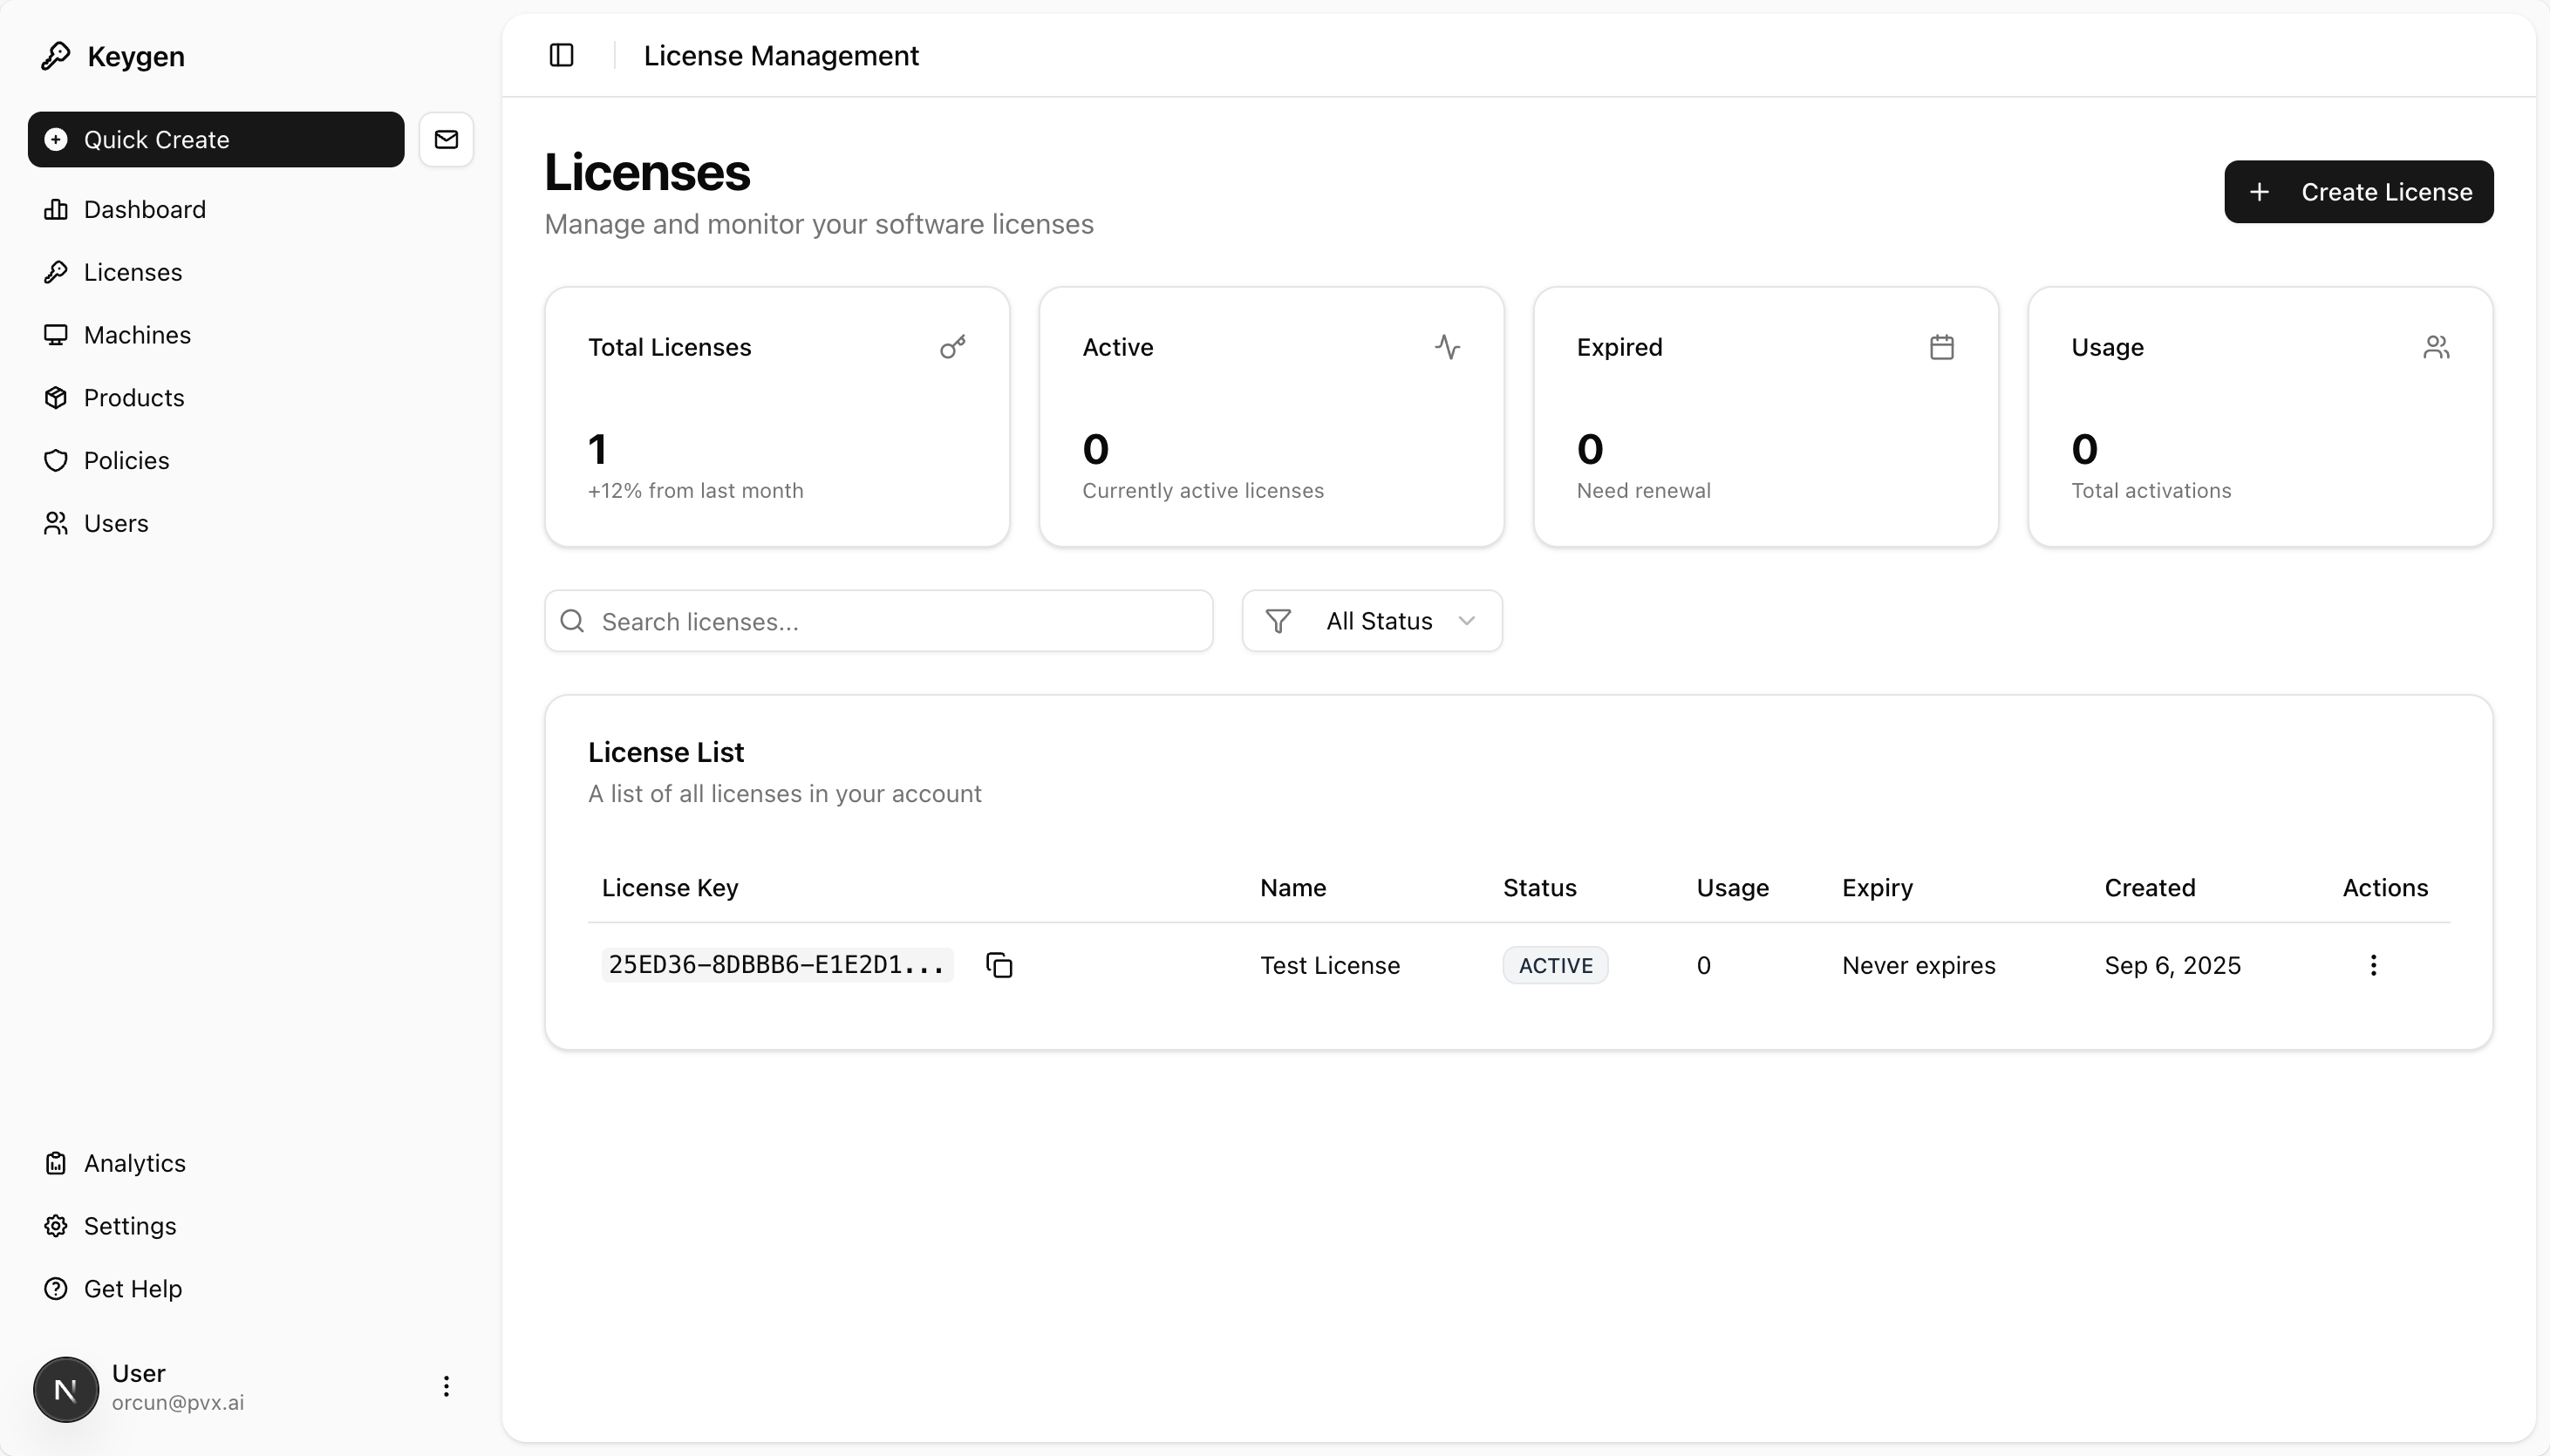 Keygen
Quick Create
Dashboard
Licenses
Machines
Products
Policies
Users
Analytics
Settings
Get Help
N
User
orcun@pvx.ai
License Management
Licenses
Manage and monitor your software licenses
Create License
Total Licenses
1
+12% from last month
Active
0
Currently active licenses
Expired
0
Need renewal
Usage
0
Total activations
Search licenses...
All Status
License List
A list of all licenses in your account
License Key Name Status Usage Expiry Created Actions
25ED36-8DBBB6-E1E2D1... Test License ACTIVE 0 Never expires Sep 6, 2025